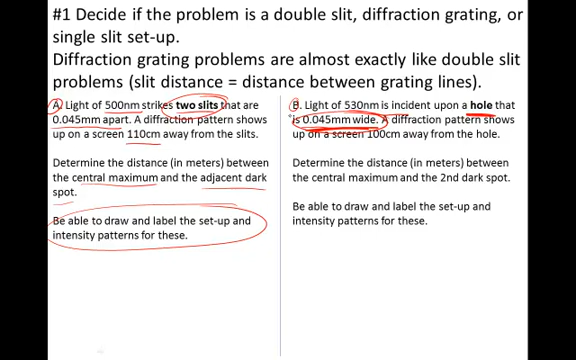 #1 Decide if the problem is a double slit, diffraction grating, or
single slit set-up.
Diffraction grating problems are almost exactly like double slit
problems (slit distance = distance between grating lines).
A. Light of 500nm strikes two slits that are
0.045mm apart. A diffraction pattern shows
up on a screen 110cm away from the slits.
Determine the distance (in meters) between
the central maximum and the adjacent dark
spot.
Be able to draw and label the set-up and
intensity patterns for these.
B. Light of 530nm is incident upon a hole that
is 0.045mm wide. A diffraction pattern shows
up on a screen 100cm away from the hole.
Determine the distance (in meters) between
the central maximum and the 2nd dark spot.
Be able to draw and label the set-up and
intensity patterns for these.